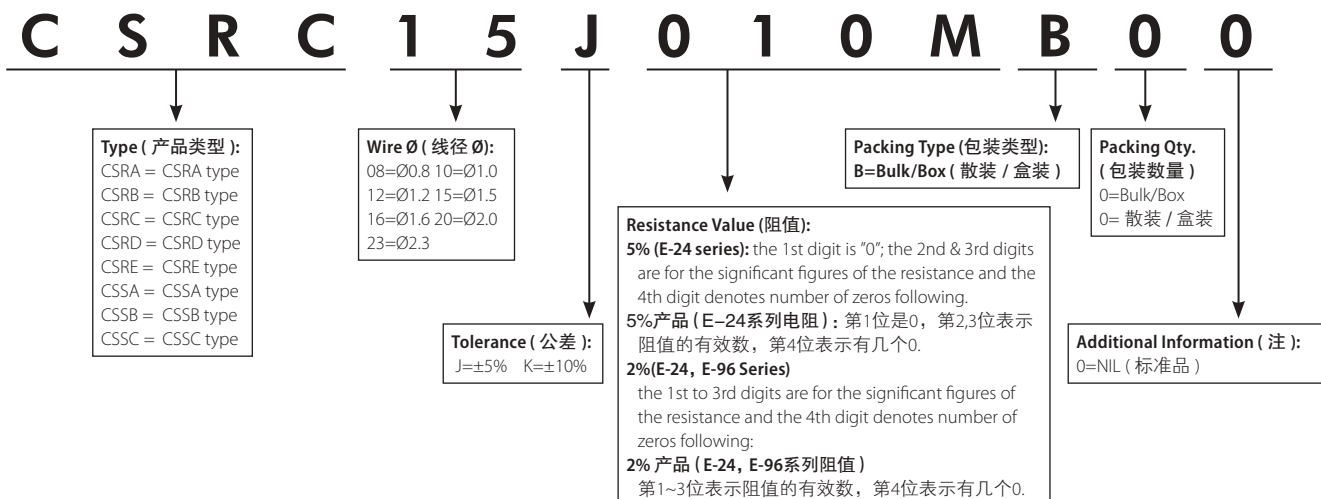 C S R C 1 5 J 0 1 0 M B 0 0
Type ( 产品类型 ):
CSRA = CSRA type
CSRB = CSRB type
CSRC = CSRC type
CSRD = CSRD type
CSRE = CSRE type
CSSA = CSSA type
CSSB = CSSB type
CSSC = CSSC type
Wire Ø ( 线径 Ø):
08=Ø0.8 10=Ø1.0
12=Ø1.2 15=Ø1.5
16=Ø1.6 20=Ø2.0
23=Ø2.3
Tolerance ( 公差 ):
J=±5% K=±10%
Resistance Value (阻值):
5% (E-24 series): the 1st digit is "0"; the 2nd & 3rd digits
are for the significant figures of the resistance and the
4th digit denotes number of zeros following.
5%产品 ( E–24系列电阻 ) : 第1位是0，第2,3位表示
阻值的有效数，第4位表示有几个0.
2%(E-24, E-96 Series)
the 1st to 3rd digits are for the significant figures of
the resistance and the 4th digit denotes number of
zeros following:
2% 产品 ( E-24, E-96系列阻值 )
第1~3位表示阻值的有效数，第4位表示有几个0.
Packing Type (包装类型):
B=Bulk/Box ( 散装 / 盒装 )
Packing Qty.
( 包装数量 )
0=Bulk/Box
0= 散装 / 盒装
Additional Information ( 注 ):
0=NIL ( 标准品 )